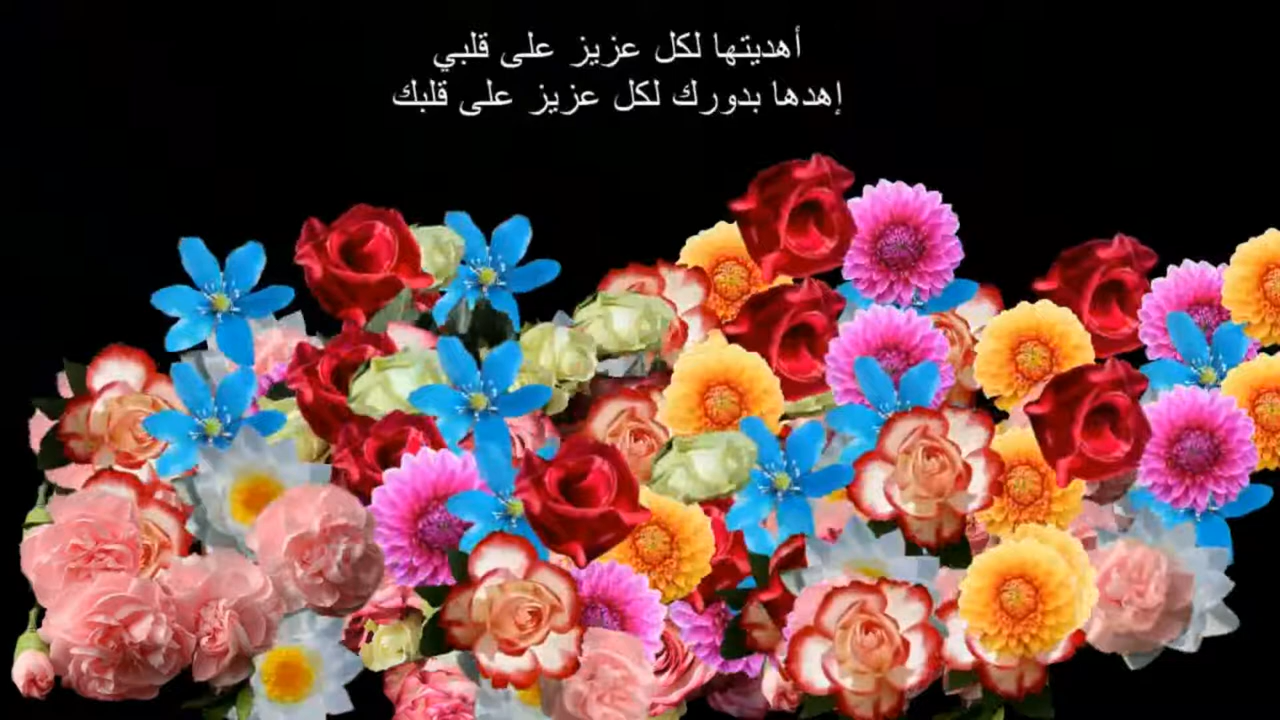 أهديتها لكل عزيز على قلبي
إهدها بدورك لكل عزيز على قلبك